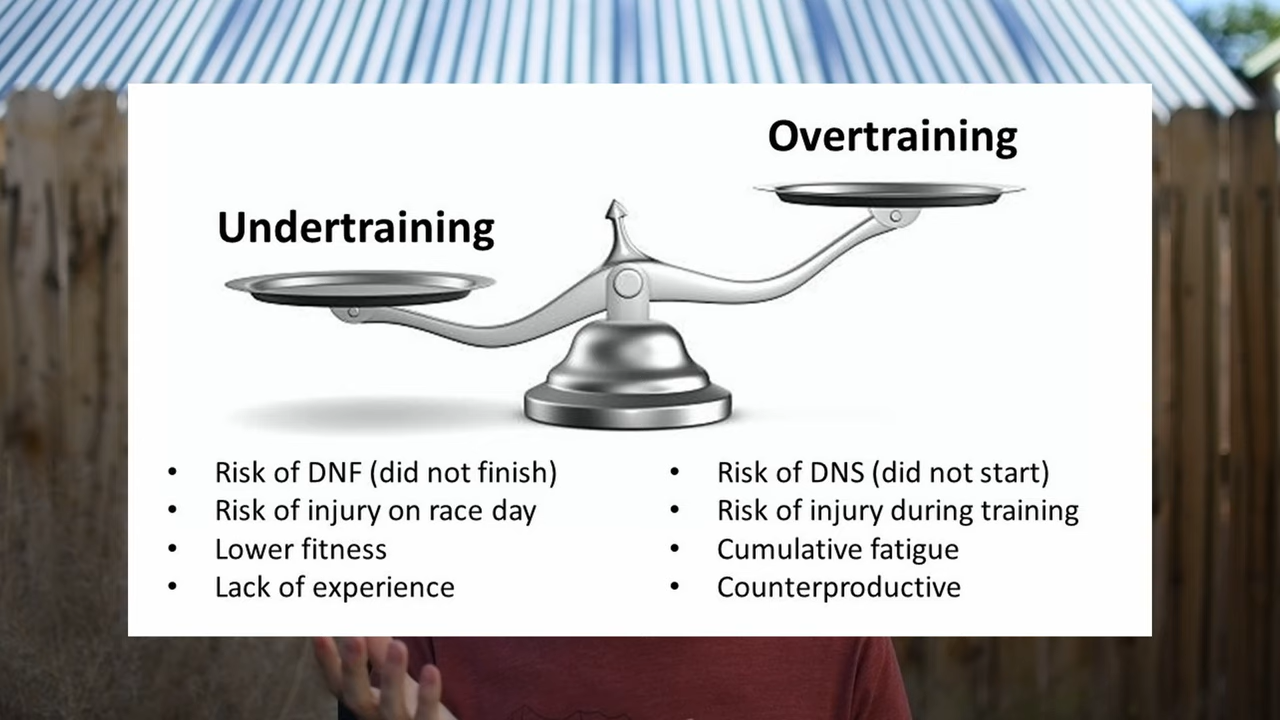 Overtraining
Undertraining
• Risk of DNF (did not finish)
• Risk of injury on race day
• Lower fitness
• Lack of experience
• Risk of DNS (did not start)
• Risk of injury during training
• Cumulative fatigue
• Counterproductive